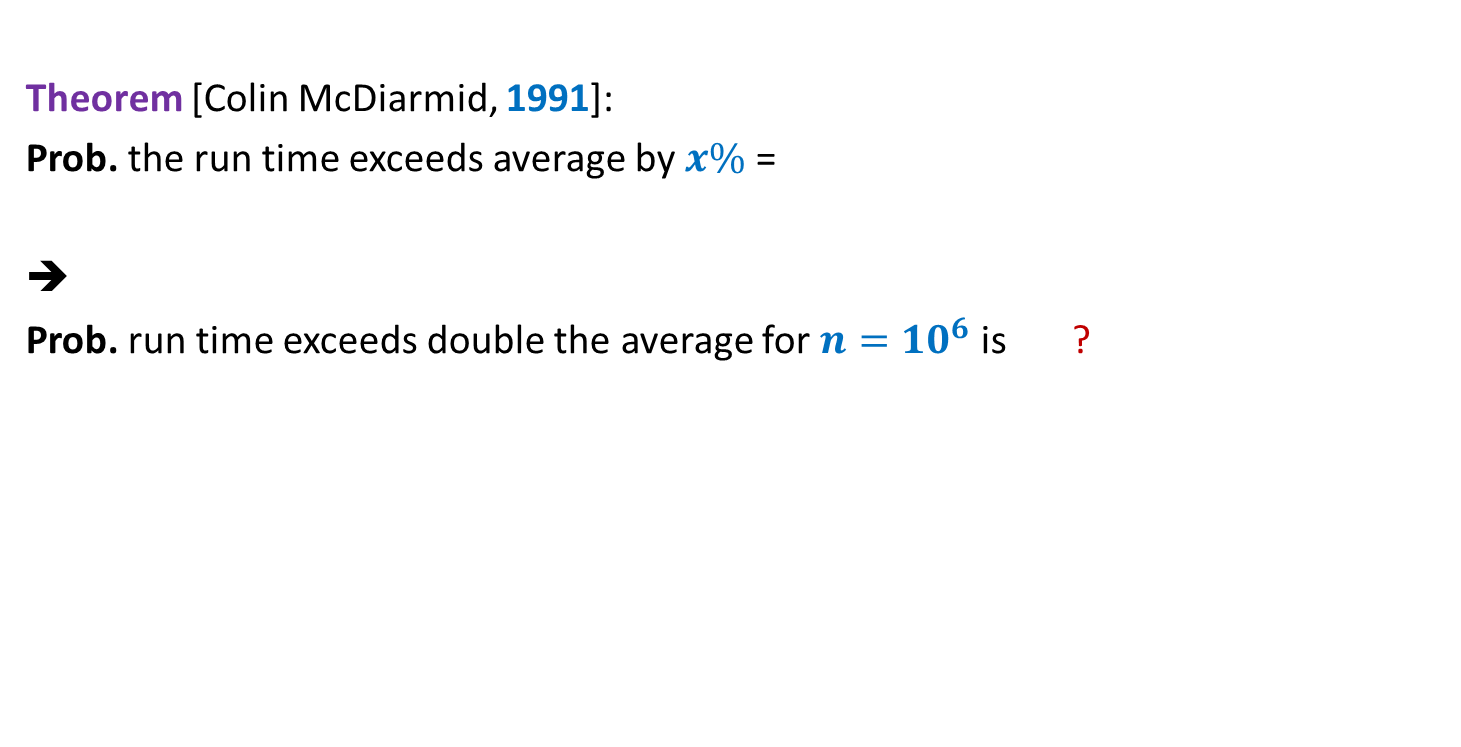 Theorem [Colin McDiarmid, 1991]:
Prob. the run time exceeds average by x% =
➔
Prob. run time exceeds double the average for n = 10⁶ is ?